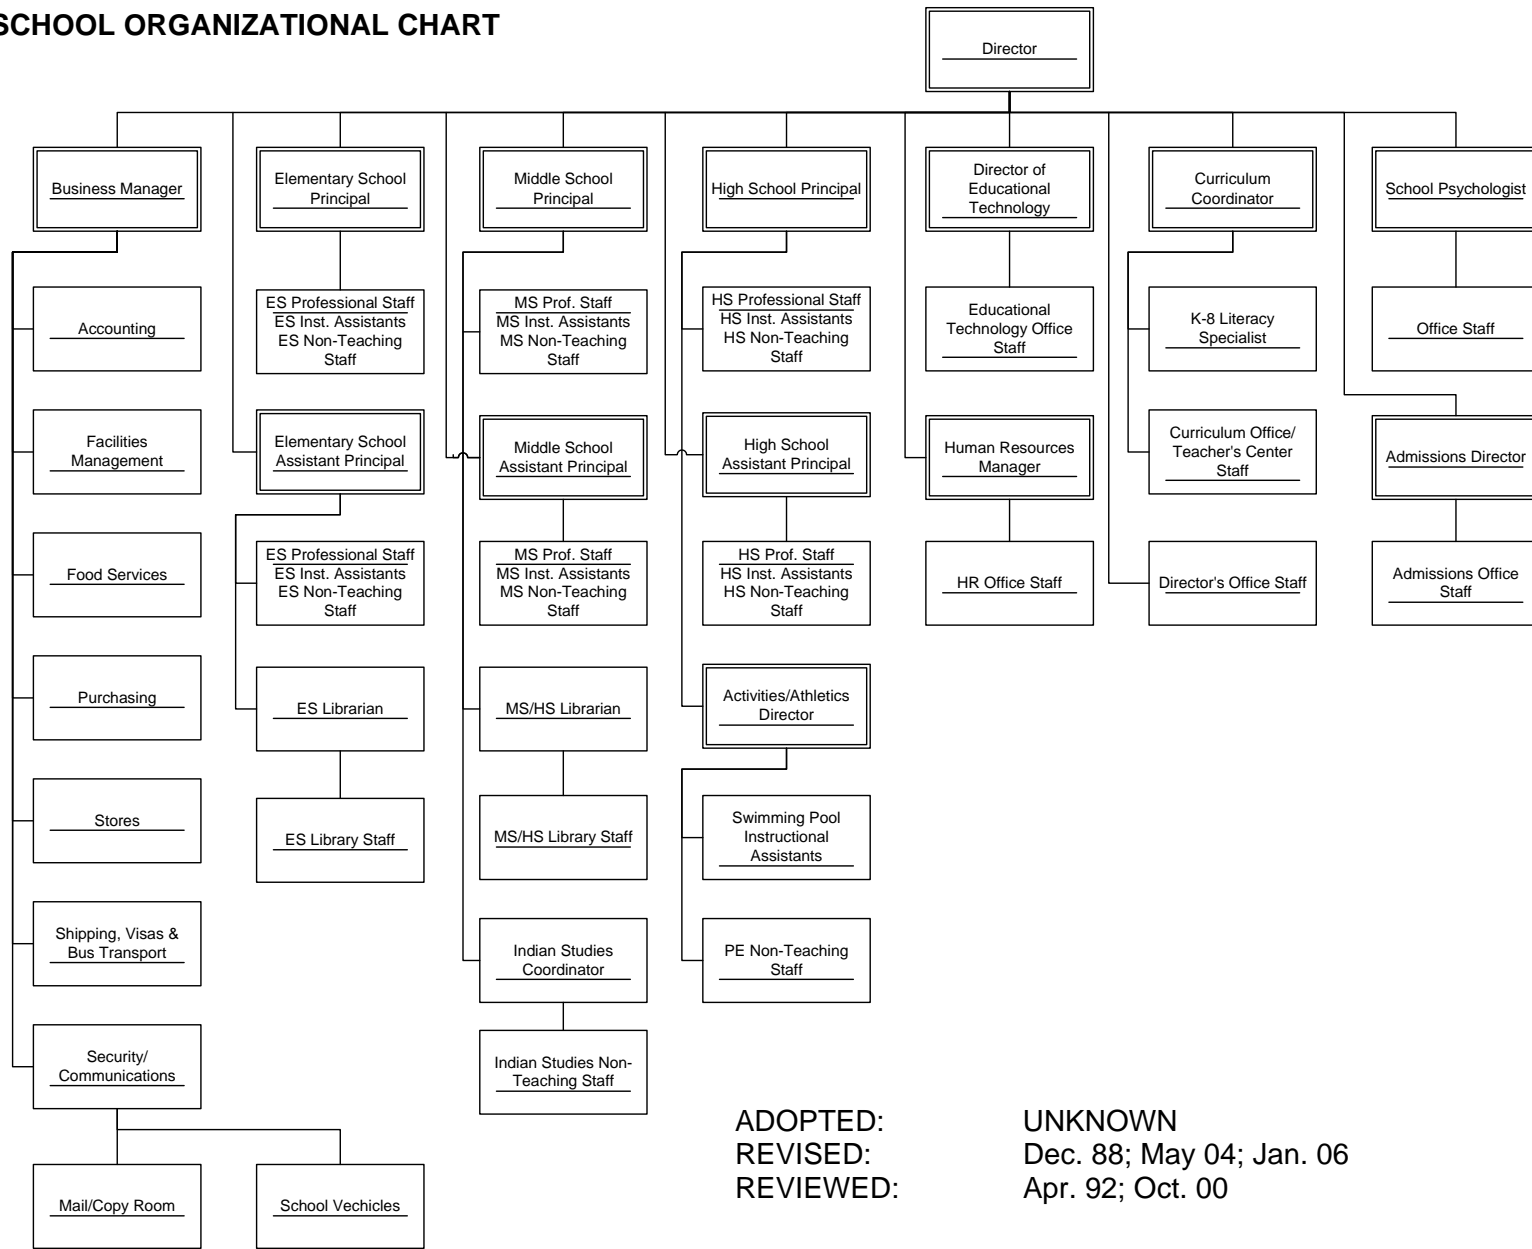 SCHOOL ORGANIZATIONAL CHART
Director
Business Manager
Elementary School
Principal
Middle School
Principal
High School Principal
Director of
Educational
Technology
Curriculum
Coordinator
School Psychologist
Accounting
ES Professional Staff
ES Inst. Assistants
ES Non-Teaching
Staff
MS Prof. Staff
MS Inst. Assistants
MS Non-Teaching
Staff
HS Professional Staff
HS Inst. Assistants
HS Non-Teaching
Staff
Educational
Technology Office
Staff
K-8 Literacy
Specialist
Office Staff
Facilities
Management
Elementary School
Assistant Principal
Middle School
Assistant Principal
High School
Assistant Principal
Human Resources
Manager
Curriculum Office/
Teacher's Center
Staff
Admissions Director
Food Services
ES Professional Staff
ES Inst. Assistants
ES Non-Teaching
Staff
MS Prof. Staff
MS Inst. Assistants
MS Non-Teaching
Staff
HS Prof. Staff
HS Inst. Assistants
HS Non-Teaching
Staff
HR Office Staff
Director's Office Staff
Admissions Office
Staff
Purchasing
ES Librarian
MS/HS Librarian
Activities/Athletics
Director
Stores
ES Library Staff
MS/HS Library Staff
Swimming Pool
Instructional
Assistants
Shipping, Visas &
Bus Transport
Indian Studies
Coordinator
PE Non-Teaching
Staff
Security/
Communications
Indian Studies Non-
Teaching Staff
Mail/Copy Room
School Vechicles
ADOPTED: UNKNOWN
REVISED: Dec. 88; May 04; Jan. 06
REVIEWED: Apr. 92; Oct. 00